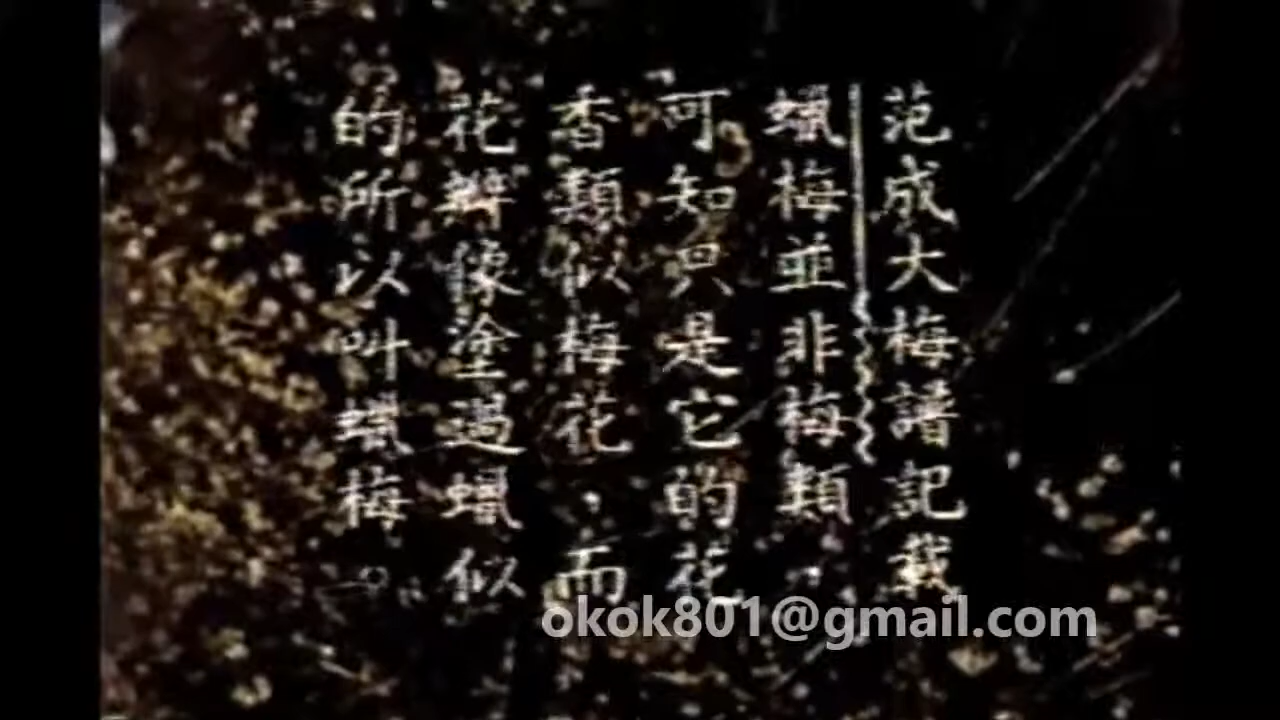 范成大梅譜記載
蠟梅並非梅類，
可知只是它的花
香類似梅花，而
花瓣像塗過蠟似
的所以叫蠟梅。
okok801@gmail.com